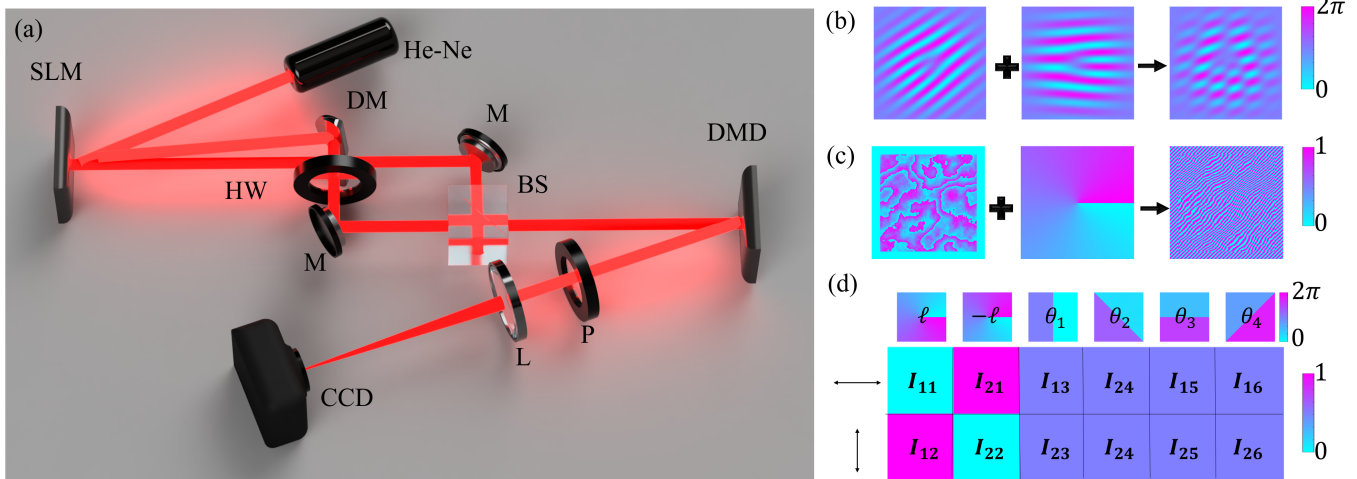 (a)
He-Ne
SLM
DM
M
DMD
HW
BS
M
L
P
CCD
(b)
2π
0
(c)
1
0
(d)
ℓ −ℓ θ₁ θ₂ θ₃ θ₄
2π
0
I₁₁ I₂₁ I₁₃ I₂₄ I₁₅ I₁₆
I₁₂ I₂₂ I₂₃ I₂₄ I₂₅ I₂₆
1
0